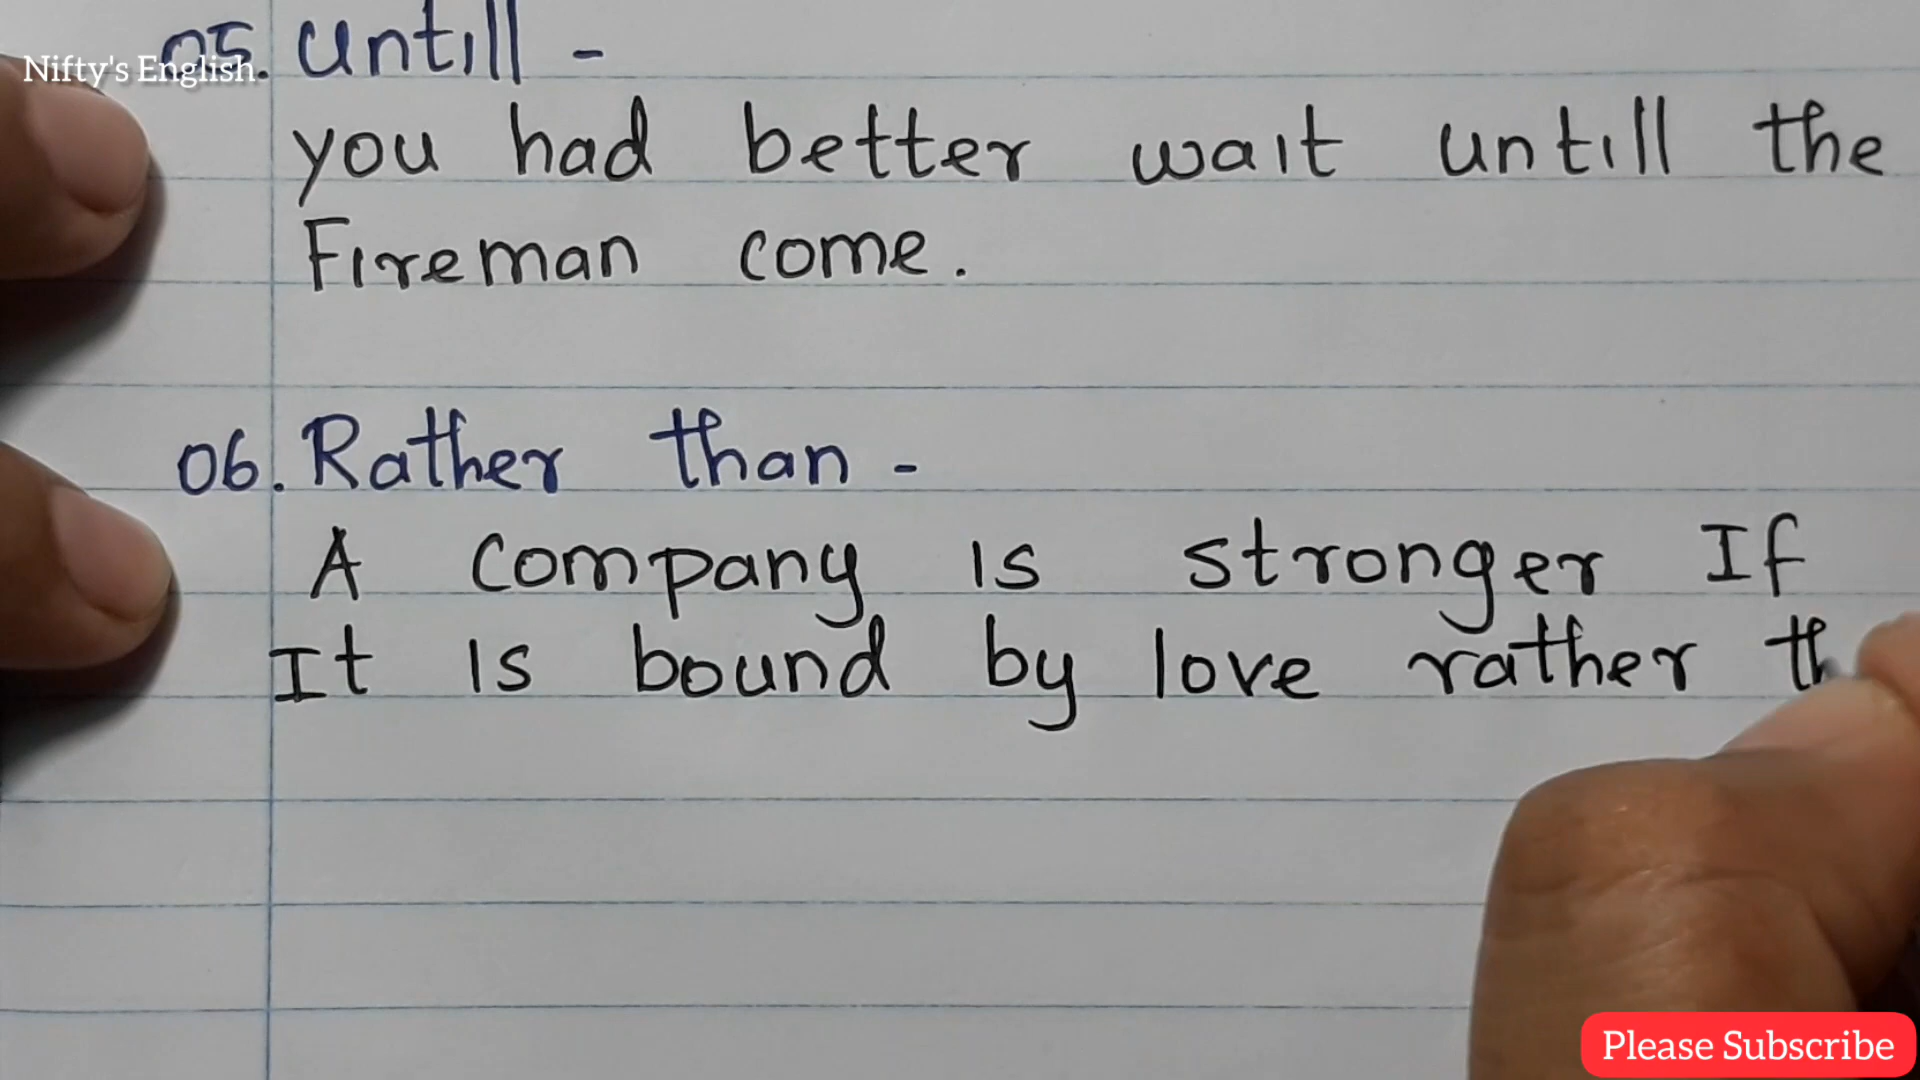 05. Untill -
Nifty's English.
you had better wait untill the
Fireman come.
06. Rather than -
A company is stronger If
It is bound by love rather th
Please Subscribe